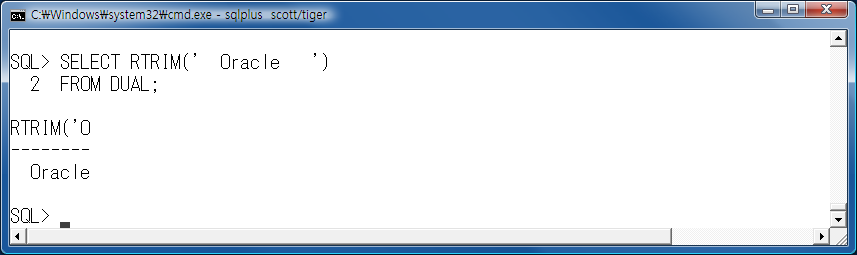 C:₩Windows₩system32₩cmd.exe - sqlplus  scott/tiger
SQL> SELECT RTRIM('  Oracle   ')
  2  FROM DUAL;
RTRIM('O
--------
  Oracle
SQL>